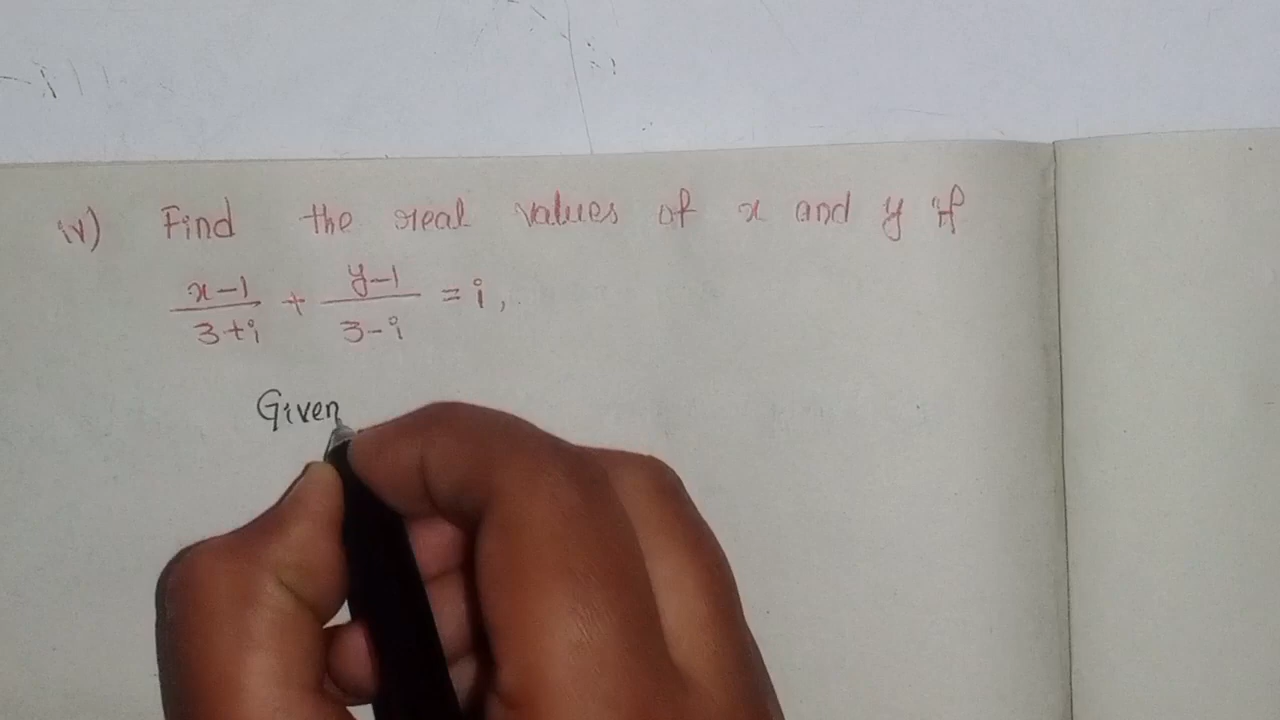 iv) Find the real values of x and y if
x-1/3+i + y-1/3-i = i,
Given